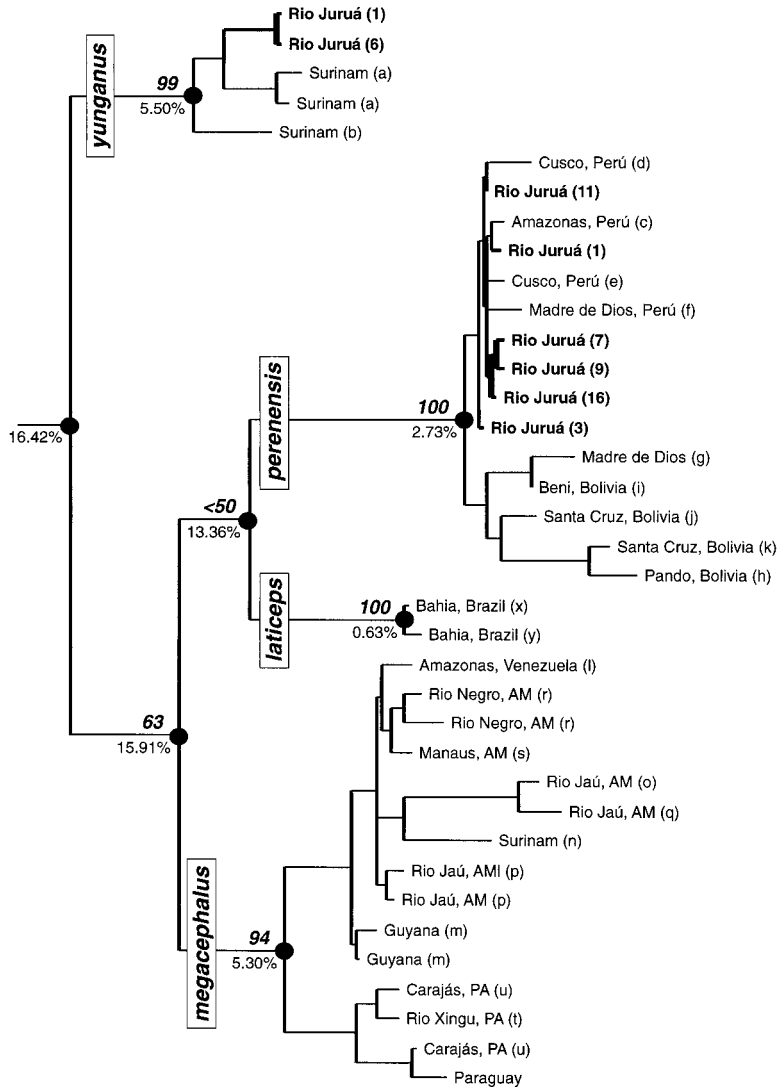 Rio Juruá (1)
Rio Juruá (6)
Surinam (a)
Surinam (a)
Surinam (b)
yunganus
99
5.50%
Cusco, Perú (d)
Rio Juruá (11)
Amazonas, Perú (c)
Rio Juruá (1)
Cusco, Perú (e)
Madre de Dios, Perú (f)
Rio Juruá (7)
Rio Juruá (9)
Rio Juruá (16)
Rio Juruá (3)
perenensis
100
2.73%
16.42%
Madre de Dios (g)
Beni, Bolivia (i)
Santa Cruz, Bolivia (j)
Santa Cruz, Bolivia (k)
Pando, Bolivia (h)
<50
13.36%
laticeps
100
0.63%
Bahia, Brazil (x)
Bahia, Brazil (y)
63
15.91%
Amazonas, Venezuela (l)
Rio Negro, AM (r)
Rio Negro, AM (r)
Manaus, AM (s)
Rio Jaú, AM (o)
Rio Jaú, AM (q)
Surinam (n)
Rio Jaú, AMl (p)
Rio Jaú, AM (p)
Guyana (m)
Guyana (m)
megacephalus
94
5.30%
Carajás, PA (u)
Rio Xingu, PA (t)
Carajás, PA (u)
Paraguay